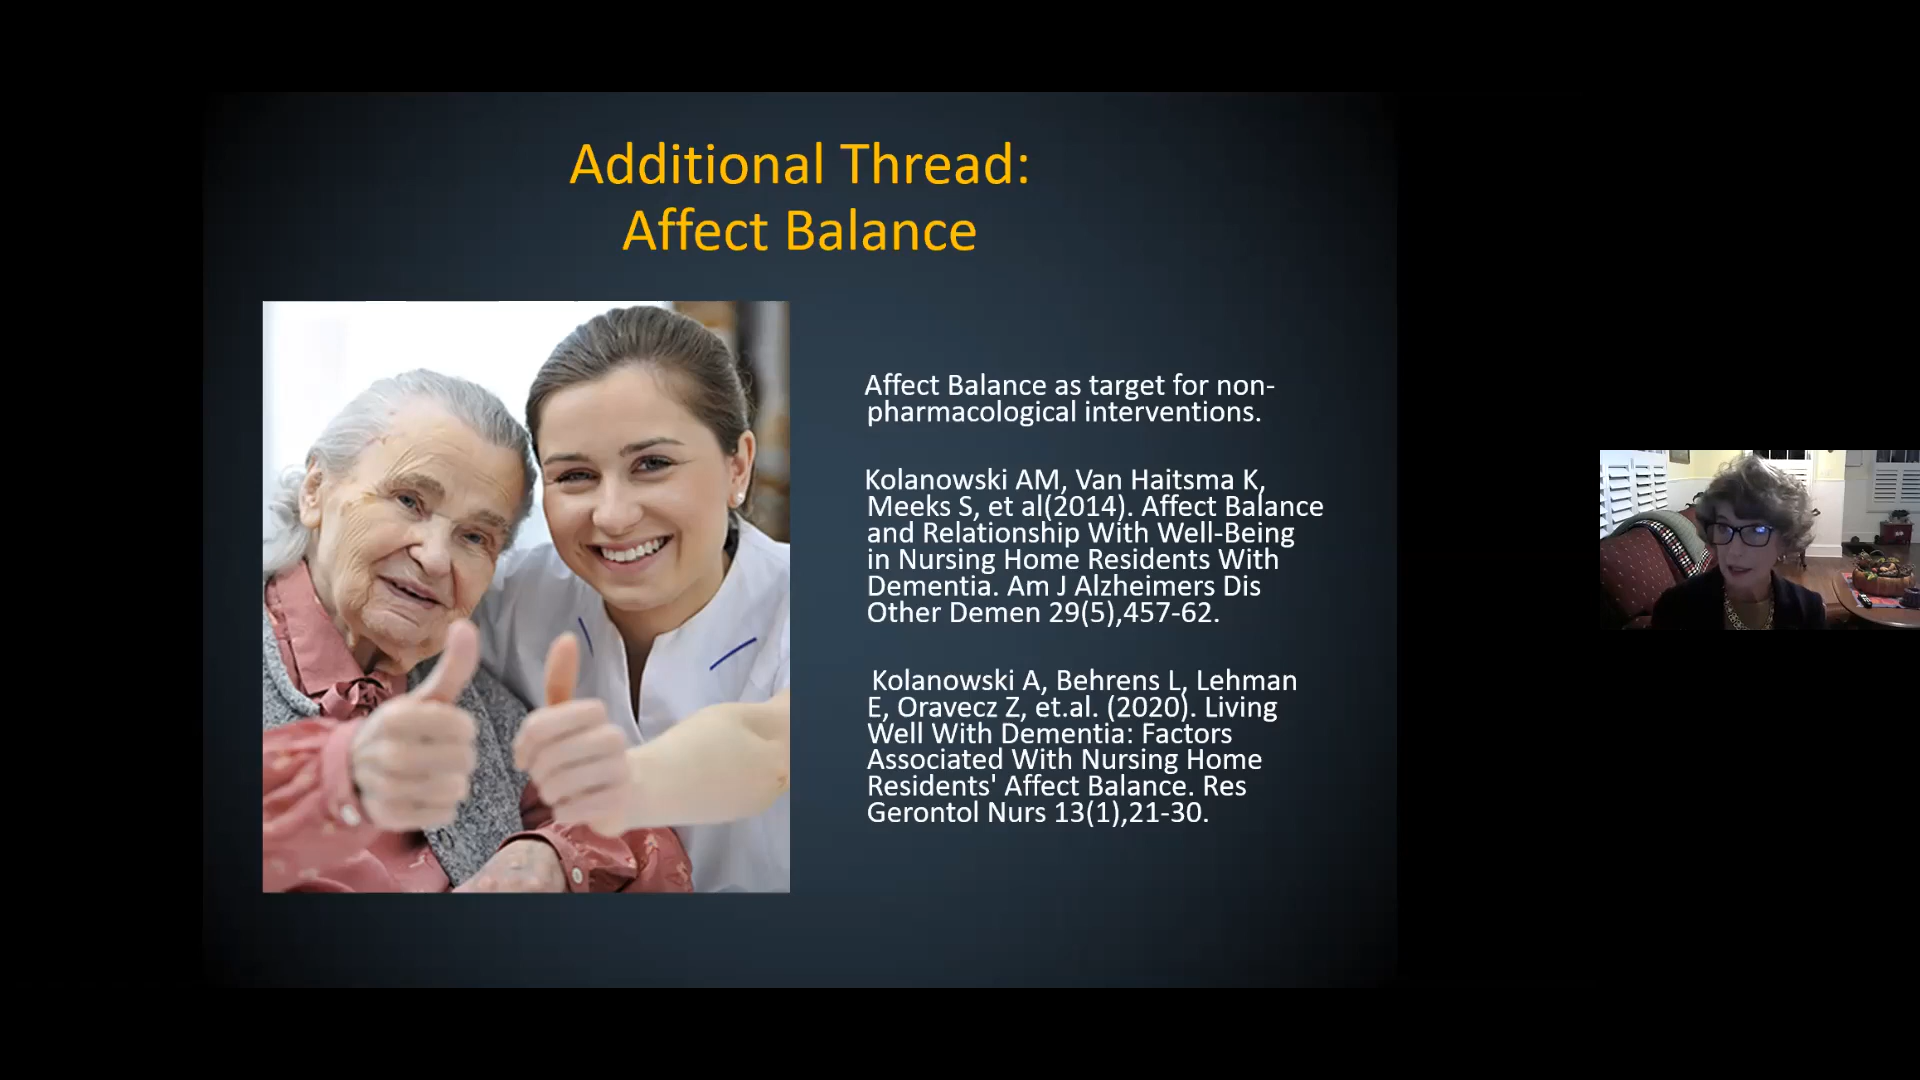 Additional Thread:
Affect Balance
Affect Balance as target for non-
pharmacological interventions.
Kolanowski AM, Van Haitsma K,
Meeks S, et al(2014). Affect Balance
and Relationship With Well-Being
in Nursing Home Residents With
Dementia. Am J Alzheimers Dis
Other Demen 29(5),457-62.
Kolanowski A, Behrens L, Lehman
E, Oravecz Z, et.al. (2020). Living
Well With Dementia: Factors
Associated With Nursing Home
Residents' Affect Balance. Res
Gerontol Nurs 13(1),21-30.